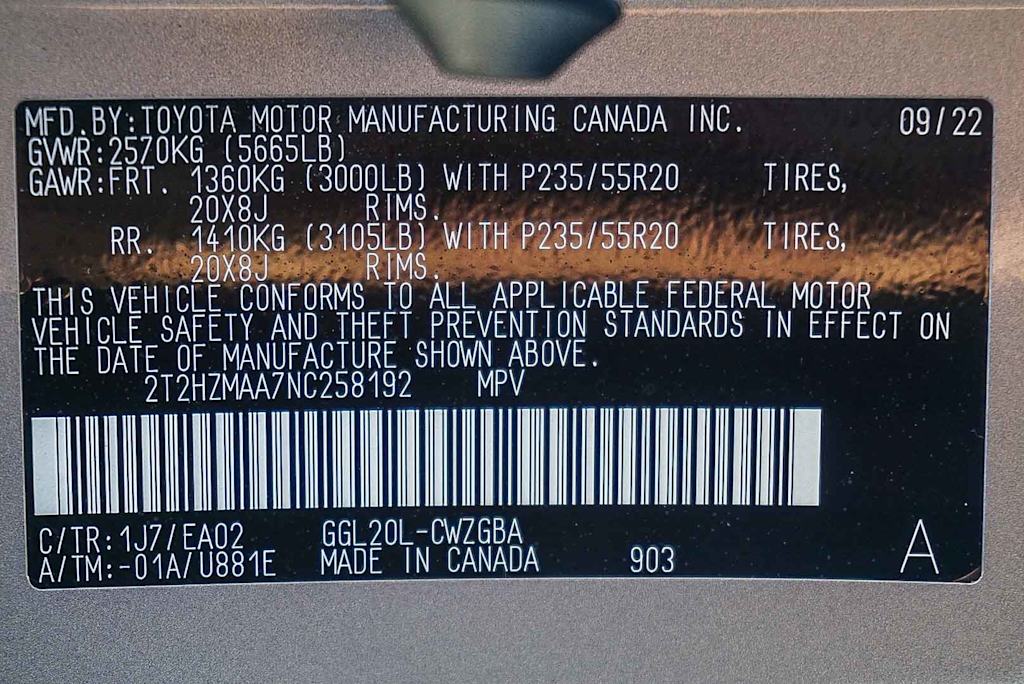 MFD.BY:TOYOTA MOTOR MANUFACTURING CANADA INC. 09/22
GVWR:2570KG (5665LB)
GAWR:FRT. 1360KG (3000LB) WITH P235/55R20 TIRES,
20X8J RIMS.
RR. 1410KG (3105LB) WITH P235/55R20 TIRES,
20X8J RIMS.
THIS VEHICLE CONFORMS TO ALL APPLICABLE FEDERAL MOTOR
VEHICLE SAFETY AND THEFT PREVENTION STANDARDS IN EFFECT ON
THE DATE OF MANUFACTURE SHOWN ABOVE.
2T2HZMAA7NC258192 MPV
C/TR:1J7/EA02 GGL20L-CWZGBA
A/TM:-01A/U881E MADE IN CANADA 903 A